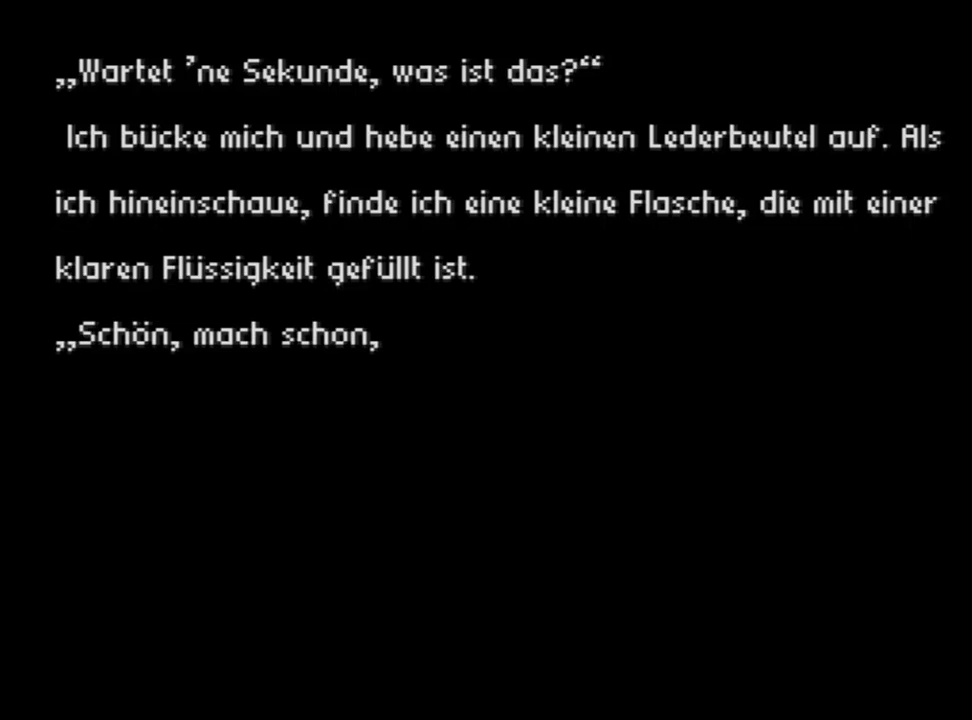 „Wartet ’ne Sekunde, was ist das?“
Ich bücke mich und hebe einen kleinen Lederbeutel auf. Als
ich hineinschaue, finde ich eine kleine Flasche, die mit einer
klaren Flüssigkeit gefüllt ist.
„Schön, mach schon,